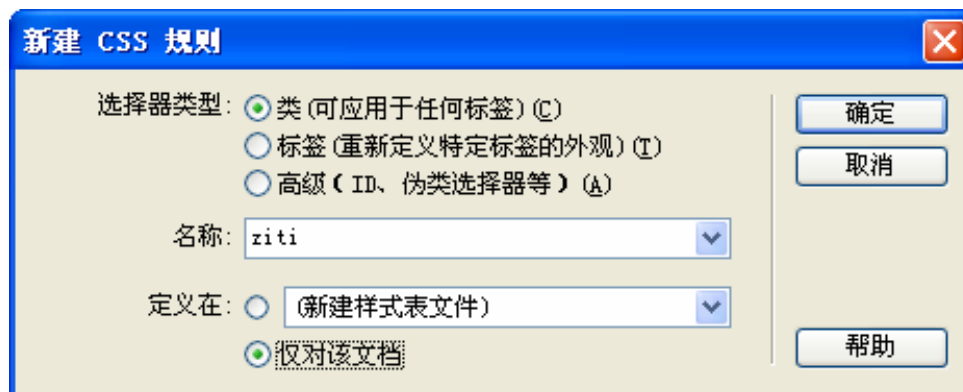 新建 CSS 规则
选择器类型: 类(可应用于任何标签)(C) 确定
标签(重新定义特定标签的外观)(T) 取消
高级(ID、伪类选择器等)(A)
名称: ziti
定义在: (新建样式表文件)
仅对该文档 帮助